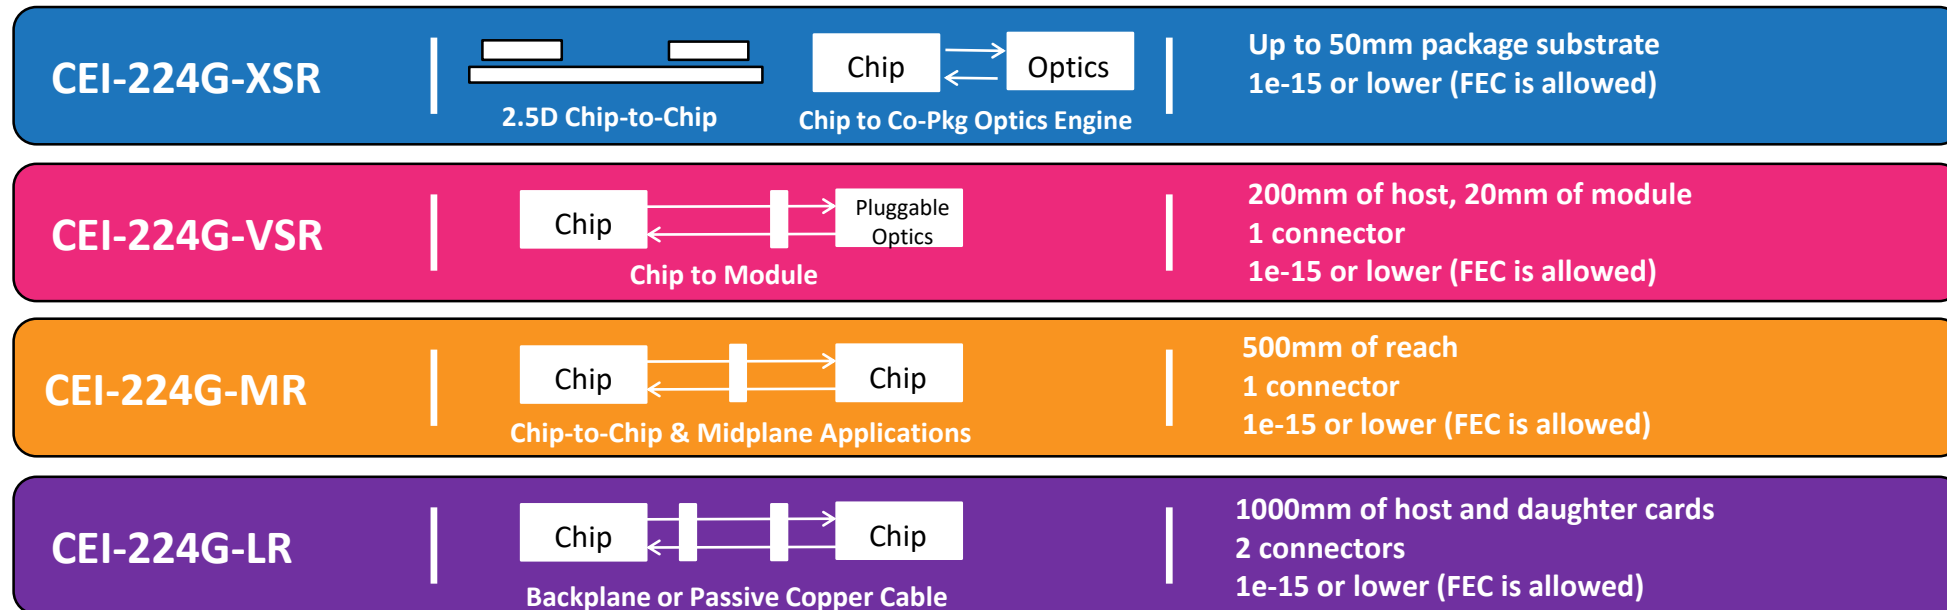 CEI-224G-XSR
2.5D Chip-to-Chip
Chip
Optics
Chip to Co-Pkg Optics Engine
Up to 50mm package substrate
1e-15 or lower (FEC is allowed)
CEI-224G-VSR
Chip
Pluggable
Optics
Chip to Module
200mm of host, 20mm of module
1 connector
1e-15 or lower (FEC is allowed)
CEI-224G-MR
Chip
Chip
Chip-to-Chip & Midplane Applications
500mm of reach
1 connector
1e-15 or lower (FEC is allowed)
CEI-224G-LR
Chip
Chip
Backplane or Passive Copper Cable
1000mm of host and daughter cards
2 connectors
1e-15 or lower (FEC is allowed)